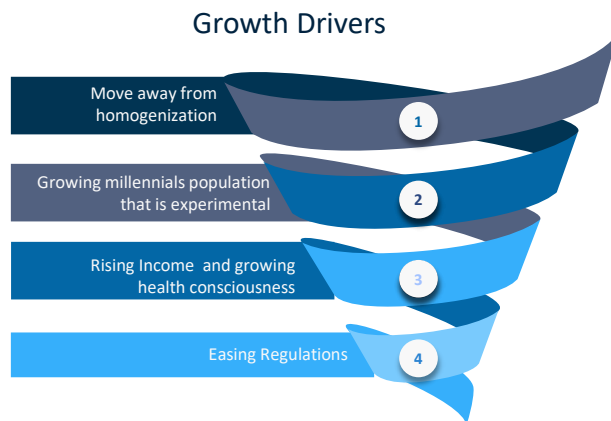 Growth Drivers
Move away from
homogenization
1
Growing millennials population
that is experimental
2
Rising Income and growing
health consciousness
3
Easing Regulations
4